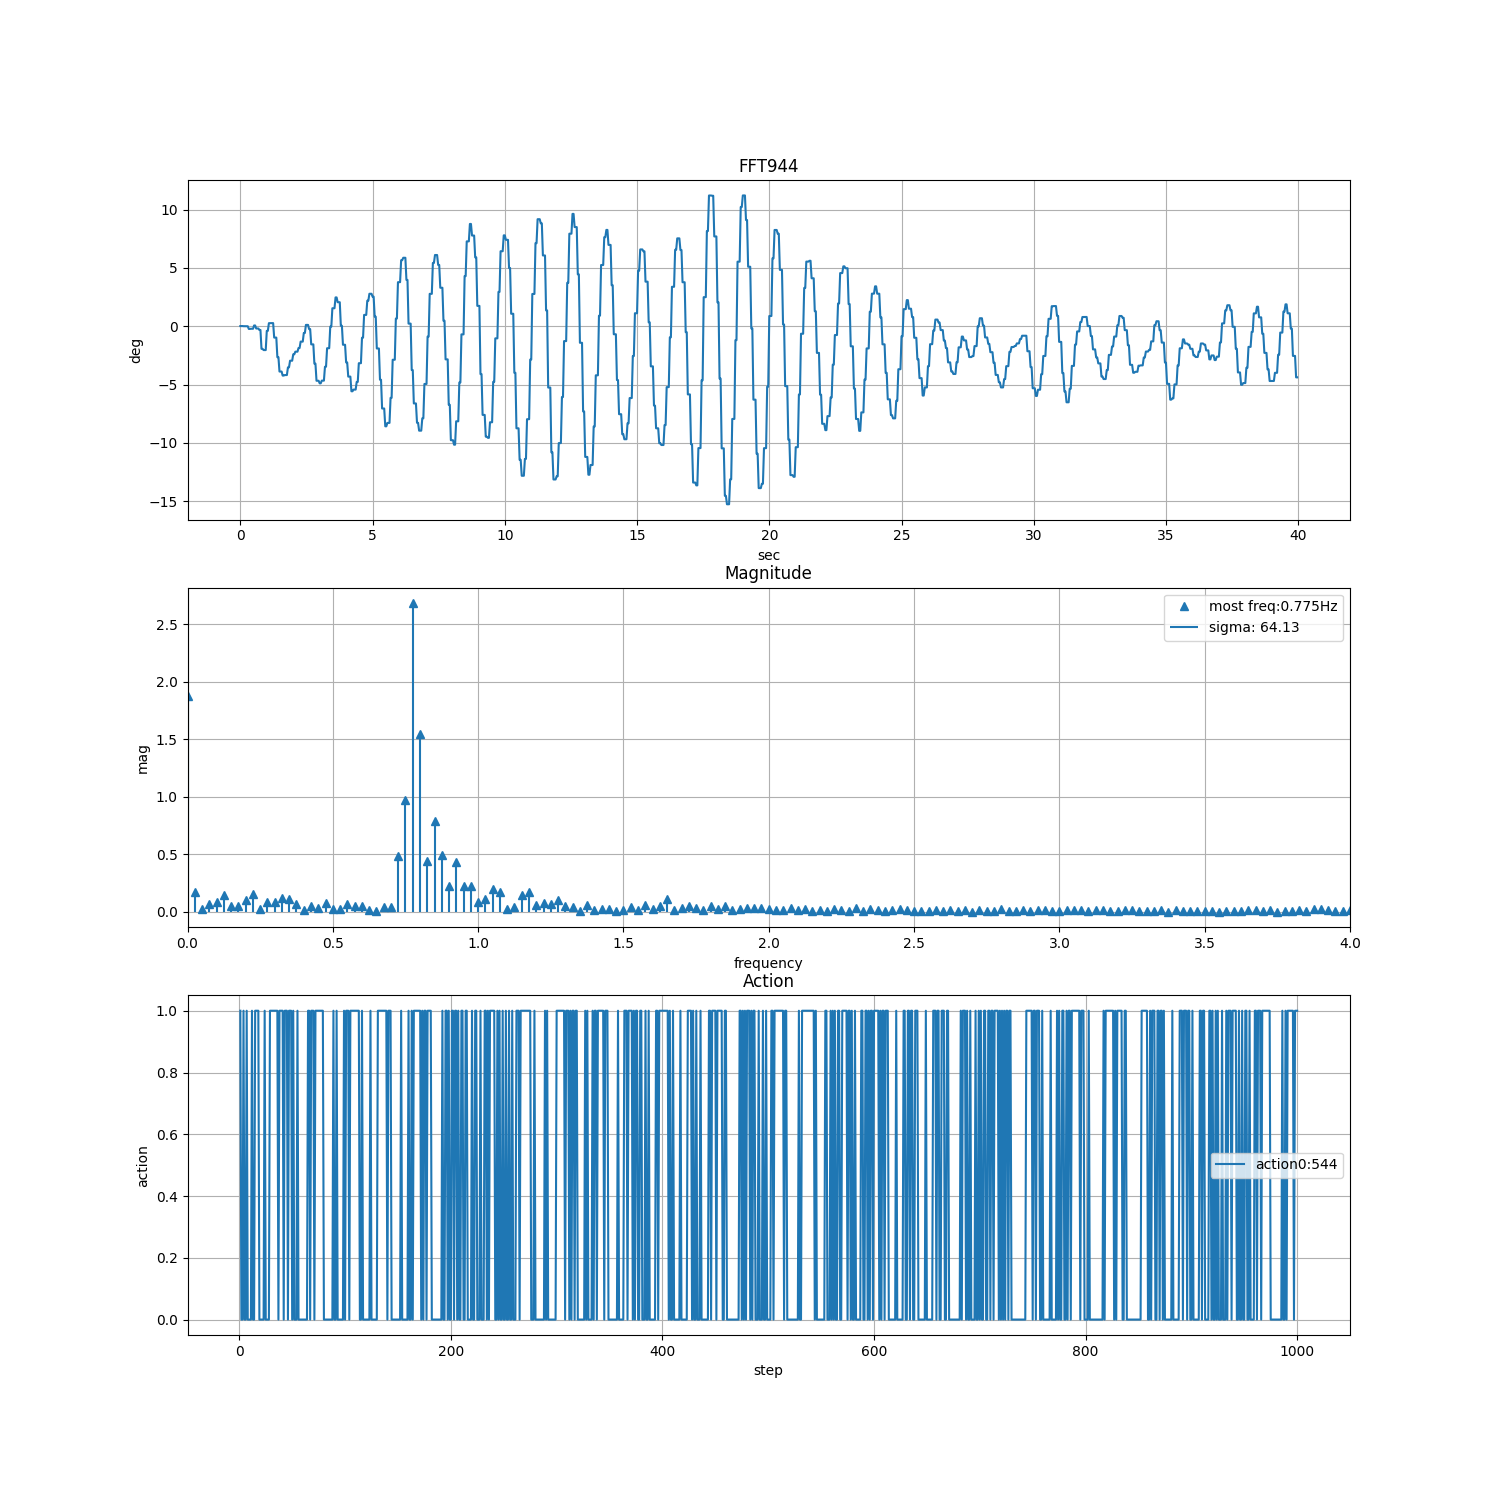 FFT944
10
5
0
−5
−10
−15
deg
0 5 10 15 20 25 30 35 40
sec
Magnitude
most freq:0.775Hz
sigma: 64.13
2.5
2.0
1.5
1.0
0.5
0.0
mag
0.0 0.5 1.0 1.5 2.0 2.5 3.0 3.5 4.0
frequency
Action
1.0
0.8
0.6
0.4
0.2
0.0
action
action0:544
0 200 400 600 800 1000
step